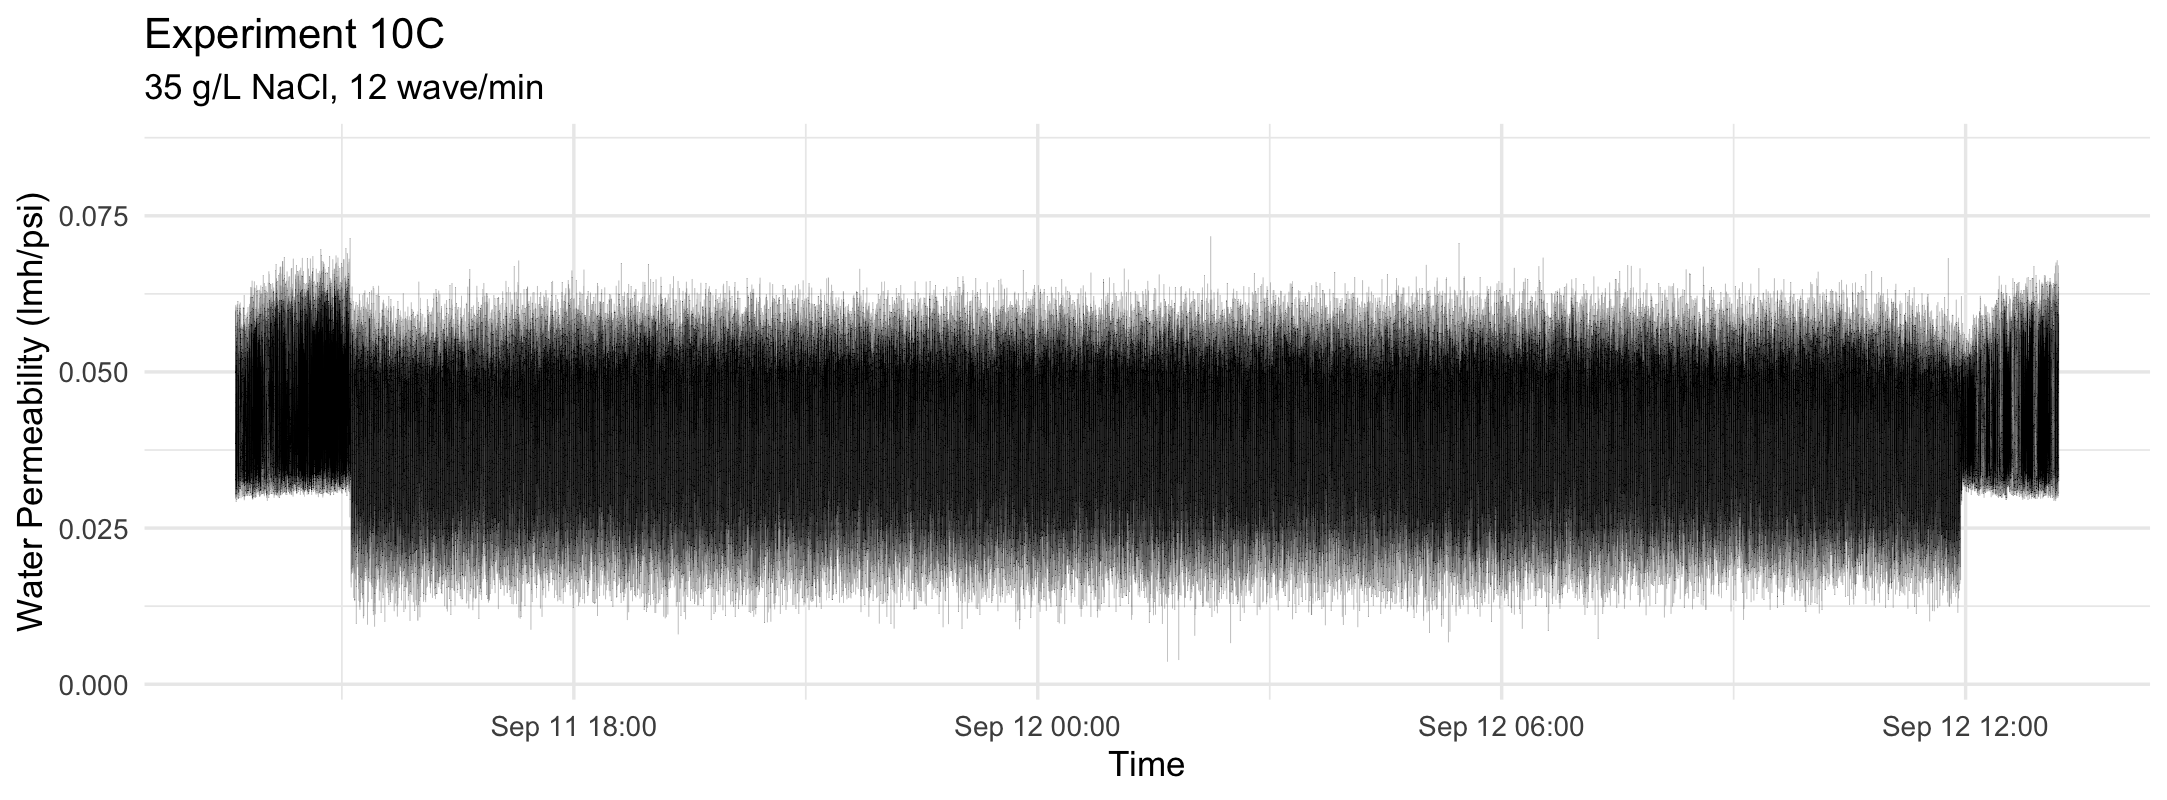 Experiment 10C
35 g/L NaCl, 12 wave/min
Water Permeability (lmh/psi)
0.075
0.050
0.025
0.000
Sep 11 18:00
Sep 12 00:00
Sep 12 06:00
Sep 12 12:00
Time